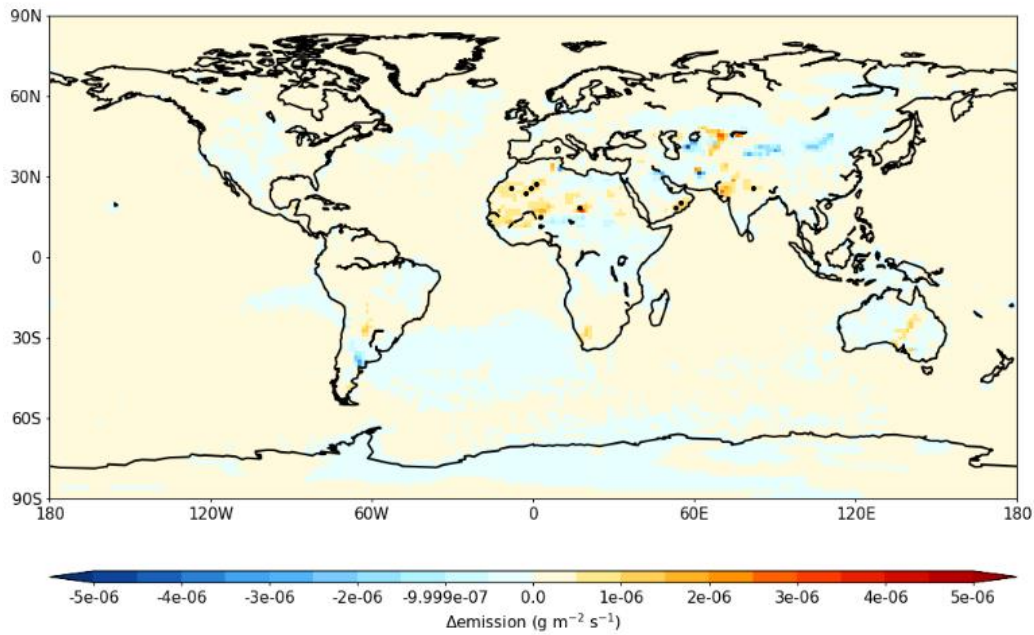 90N
60N
30N
0
30S
60S
90S
180 120W 60W 0 60E 120E 180
-5e-06 -4e-06 -3e-06 -2e-06 -9.999e-07 0.0 1e-06 2e-06 3e-06 4e-06 5e-06
Δemission (g m⁻² s⁻¹)